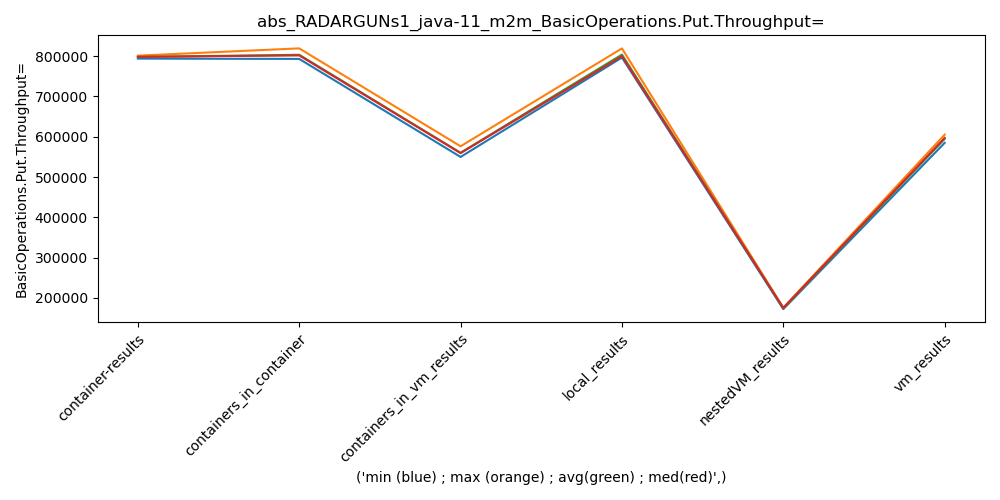 abs_RADARGUNs1_java-11_m2m_BasicOperations.Put.Throughput=
BasicOperations.Put.Throughput=
800000
700000
600000
500000
400000
300000
200000
container-results
containers_in_container
containers_in_vm_results
local_results
nestedVM_results
vm_results
('min (blue) ; max (orange) ; avg(green) ; med(red)',)